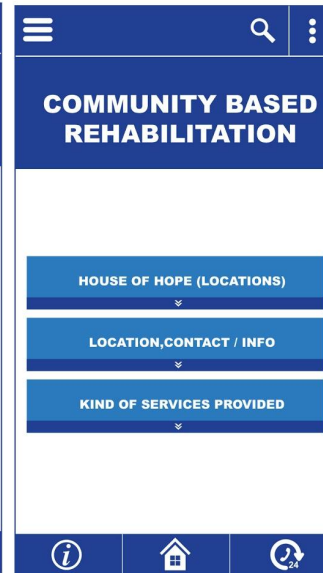 COMMUNITY BASED
REHABILITATION
HOUSE OF HOPE (LOCATIONS)
LOCATION,CONTACT / INFO
KIND OF SERVICES PROVIDED
i
24